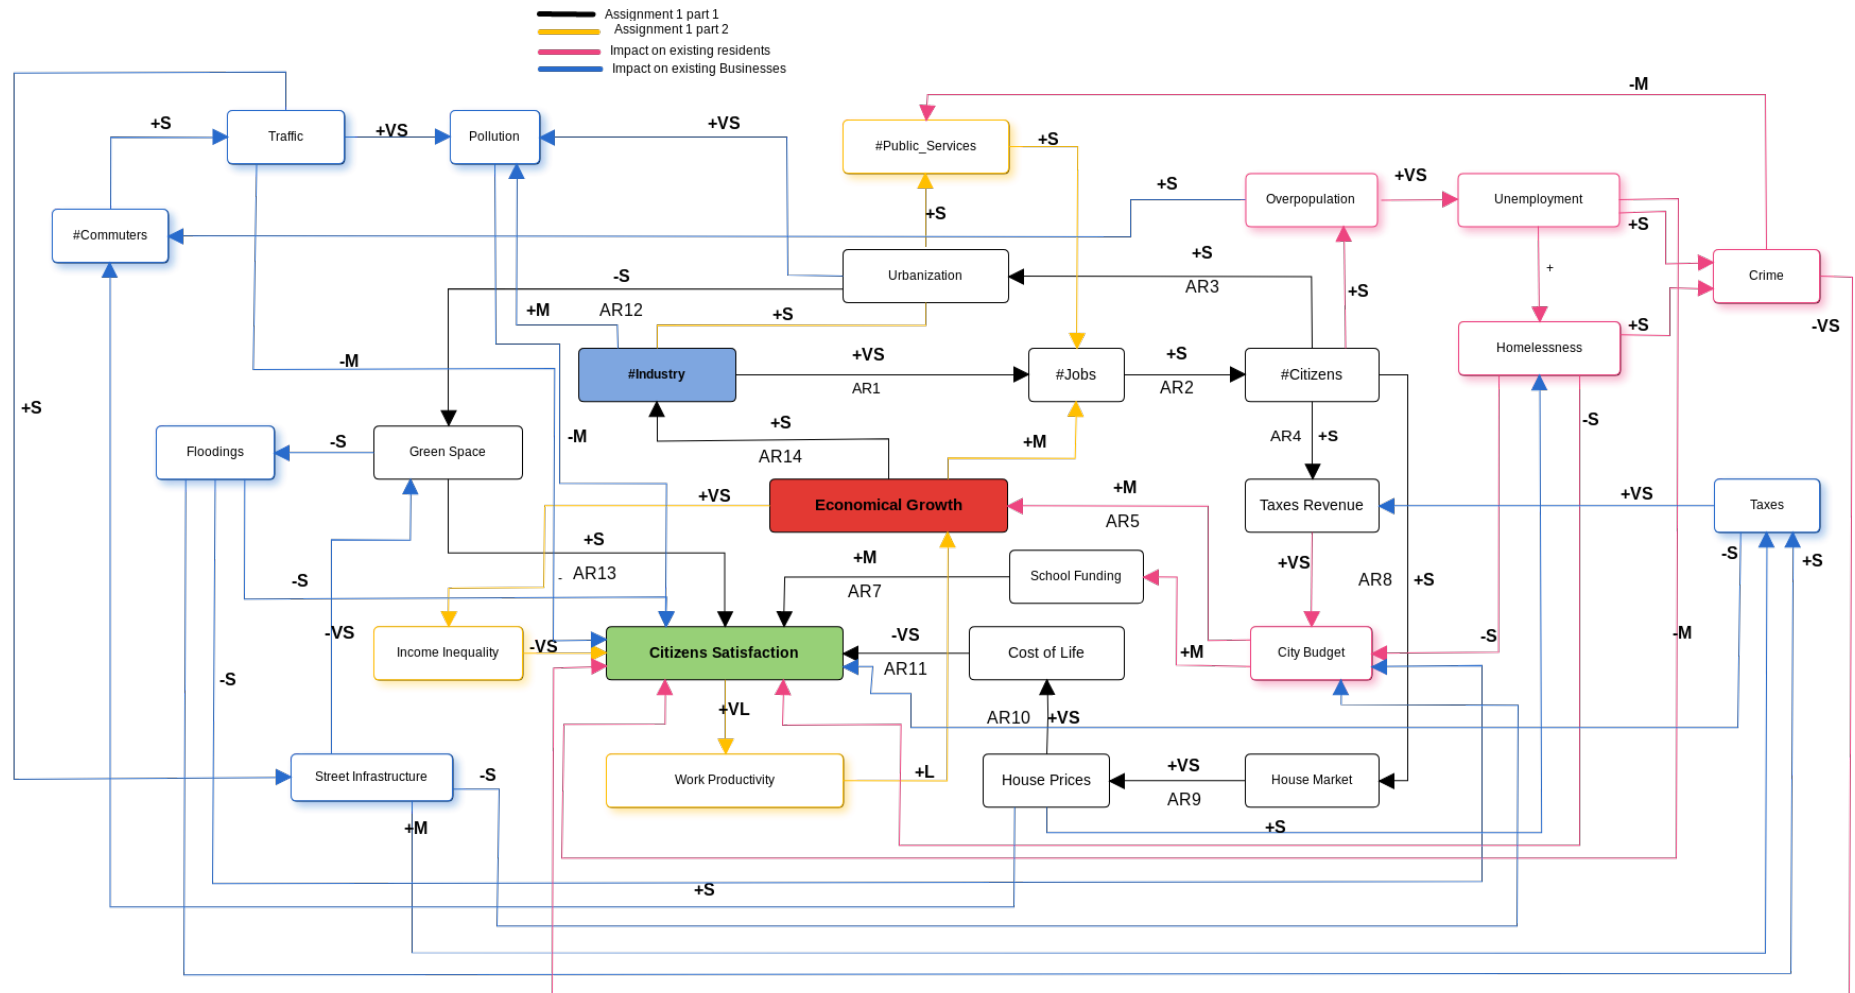 Assignment 1 part 1
Assignment 1 part 2
Impact on existing residents
Impact on existing Businesses
-M
+S
Traffic
+VS
Pollution
+VS
#Public_Services
+S
+S
Overpopulation
+VS
Unemployment
#Commuters
+S
+S
Urbanization
+S
AR3
+
Crime
-S
AR12
+M
+S
+S
+S
-VS
-M
#Industry
+VS
AR1
#Jobs
+S
AR2
#Citizens
Homelessness
+S
-M
+S
AR14
+M
AR4
+S
-S
Floodings
-S
Green Space
+VS
Economical Growth
+M
AR5
Taxes Revenue
+VS
Taxes
+S
-
AR13
+M
AR7
School Funding
+VS
AR8
+S
-S
+S
-S
-VS
Income Inequality
-VS
Citizens Satisfaction
-VS
AR11
Cost of Life
+M
City Budget
-S
-M
-S
+VL
AR10
+VS
Street Infrastructure
-S
Work Productivity
+L
House Prices
+VS
AR9
House Market
+M
+S
+S